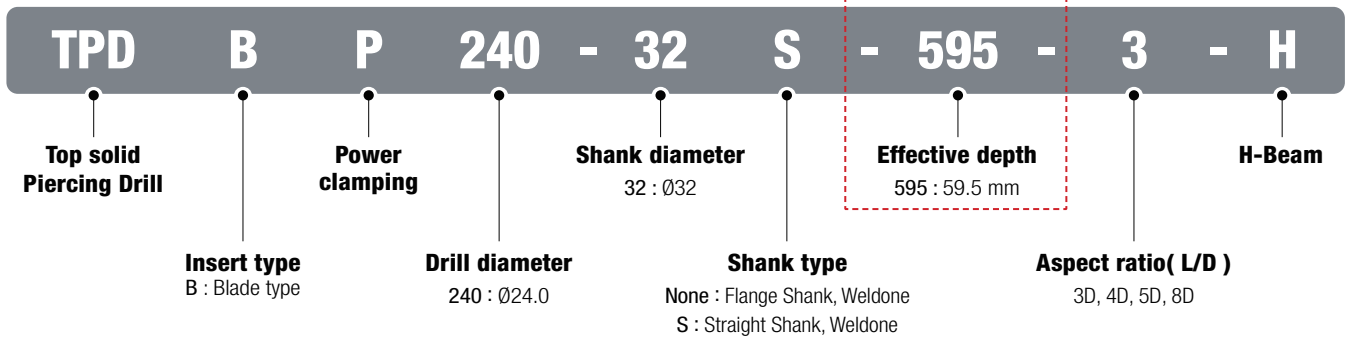 TPD B P 240 - 32 S - 595 - 3 - H
Top solid
Piercing Drill
Power
clamping
Shank diameter
32 : Ø32
Effective depth
595 : 59.5 mm
H-Beam
Insert type
B : Blade type
Drill diameter
240 : Ø24.0
Shank type
None : Flange Shank, Weldone
S : Straight Shank, Weldone
Aspect ratio( L/D )
3D, 4D, 5D, 8D